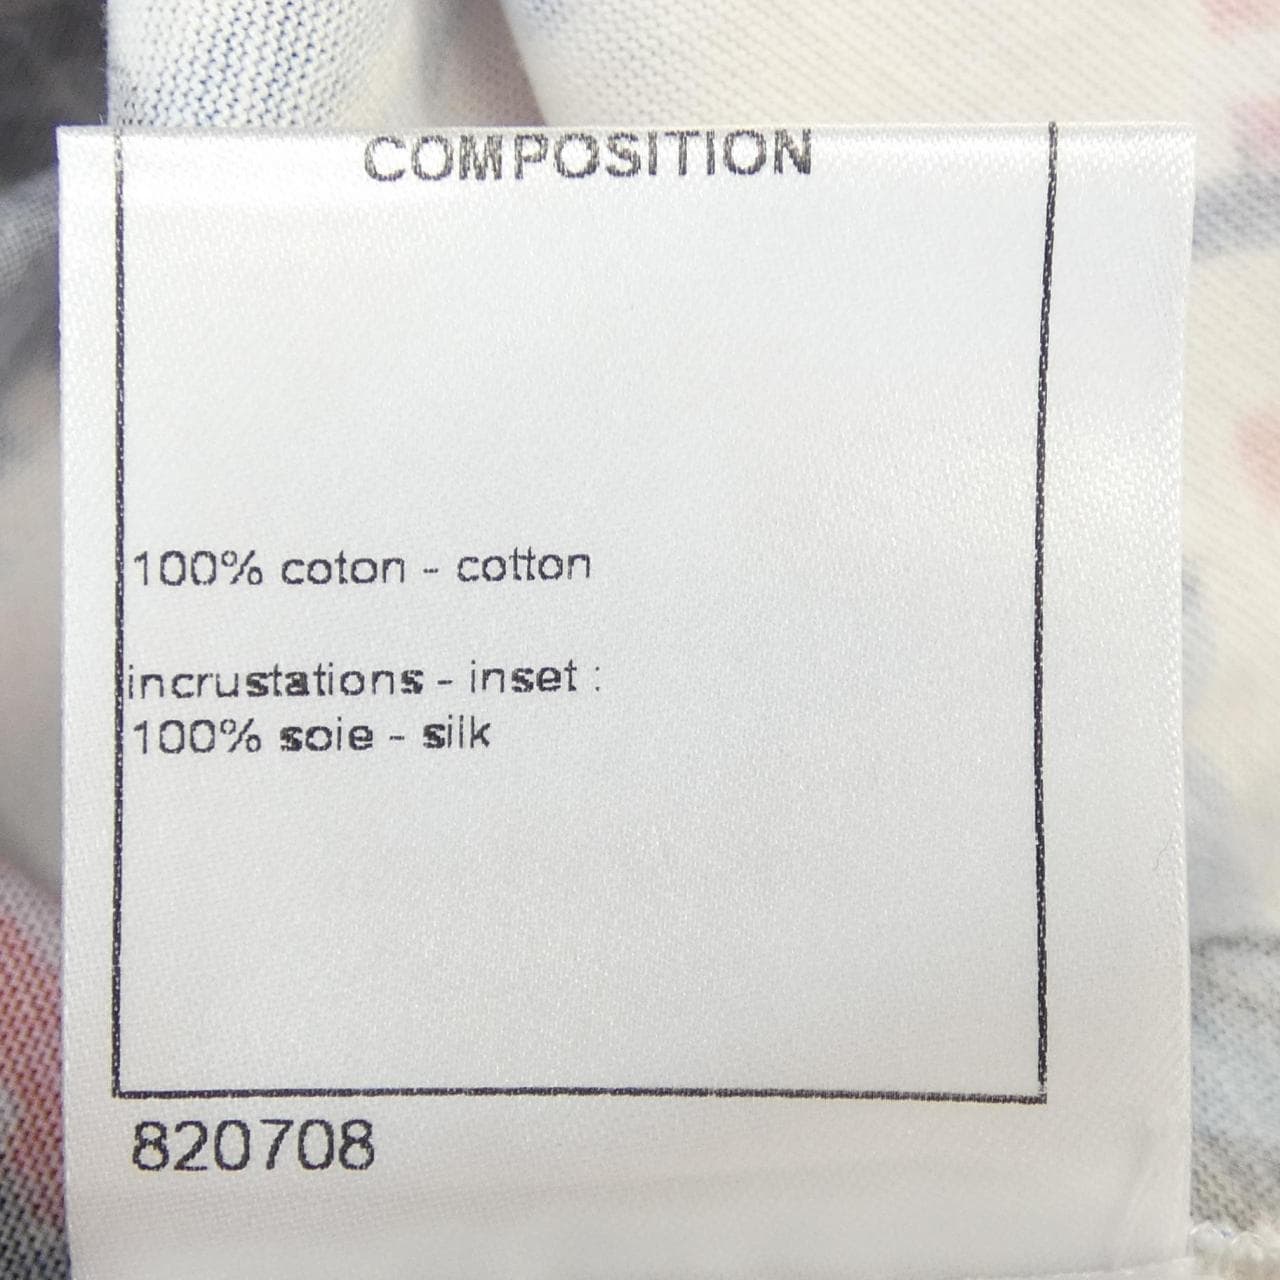 COMPOSITION
100% coton - cotton
incrustations - inset :
100% soie - silk
820708